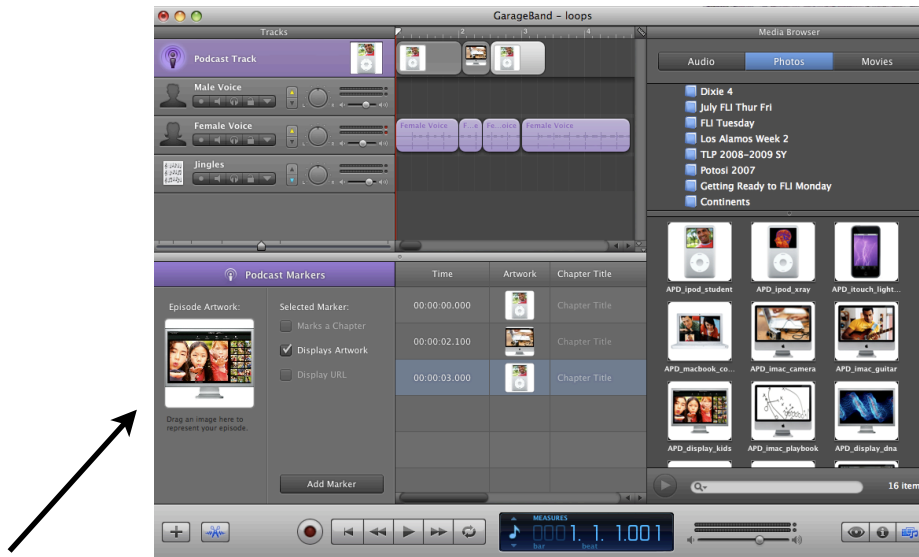 GarageBand – loops
Tracks
2 3 4
Media Browser
Podcast Track
Audio Photos Movies
Male Voice
Dixie 4
July FLI Thur Fri
FLI Tuesday
Los Alamos Week 2
TLP 2008–2009 SY
Potosi 2007
Getting Ready to FLI Monday
Continents
Female Voice
Female Voice F...e Fe...oice Female Voice
Jingles
APD_ipod_student APD_ipod_xray APD_itouch_light...
APD_macbook_co... APD_imac_camera APD_imac_guitar
APD_display_kids APD_imac_playbook APD_display_dna
Podcast Markers
Time Artwork Chapter Title
Episode Artwork:
Selected Marker:
Marks a Chapter
Displays Artwork
Display URL
00:00:00.000 Chapter Title
00:00:02.100 Chapter Title
00:00:03.000 Chapter Title
Drag an image here to
represent your episode.
Add Marker
16 item
MEASURES
0001. 1. 1.001
bar beat